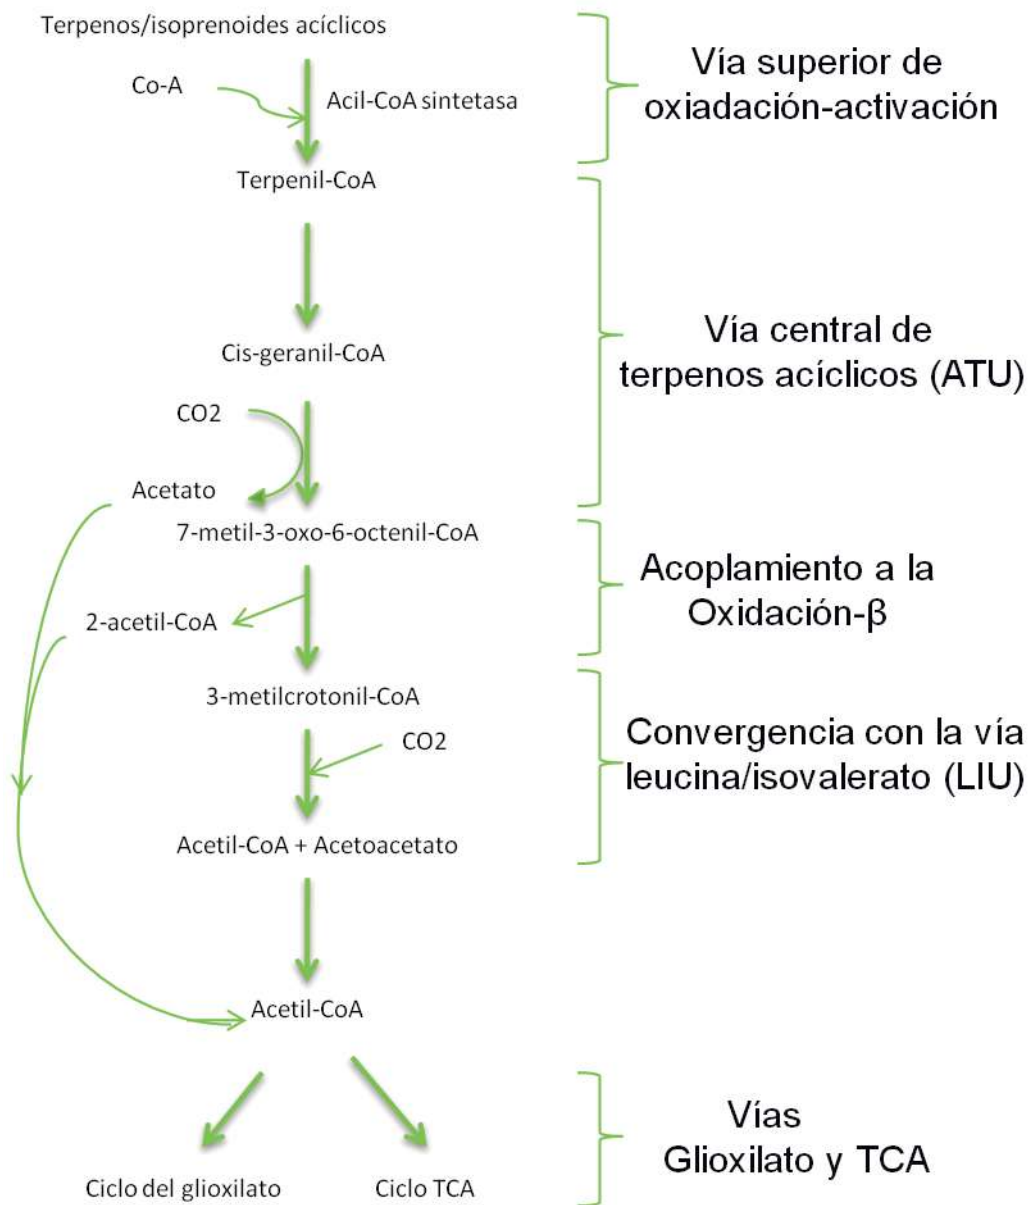 Terpenos/isoprenoides acíclicos
Co-A
Acil-CoA sintetasa
Terpenil-CoA
Vía superior de
oxiadación-activación
Cis-geranil-CoA
CO2
Acetato
7-metil-3-oxo-6-octenil-CoA
Vía central de
terpenos acíclicos (ATU)
2-acetil-CoA
3-metilcrotonil-CoA
Acoplamiento a la
Oxidación-β
CO2
Acetil-CoA + Acetoacetato
Convergencia con la vía
leucina/isovalerato (LIU)
Acetil-CoA
Ciclo del glioxilato
Ciclo TCA
Vías
Glioxilato y TCA